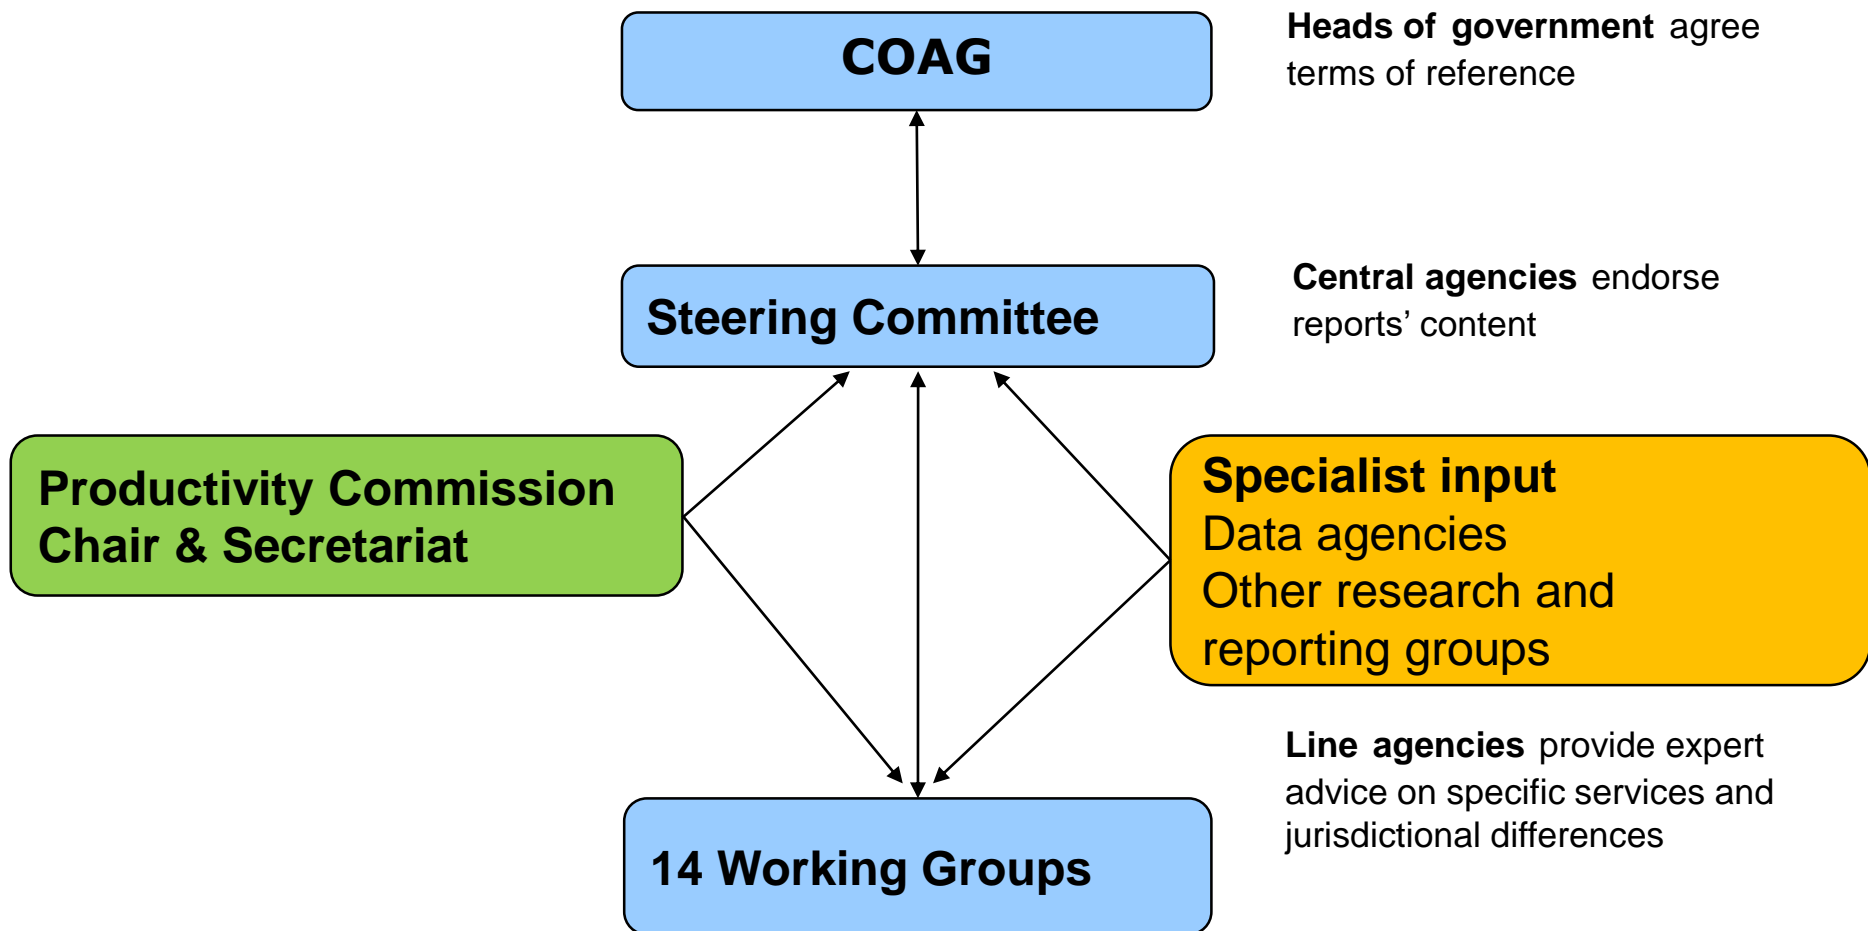 COAG
Heads of government agree
terms of reference
Steering Committee
Central agencies endorse
reports’ content
Productivity Commission
Chair & Secretariat
Specialist input
Data agencies
Other research and
reporting groups
Line agencies provide expert
advice on specific services and
jurisdictional differences
14 Working Groups